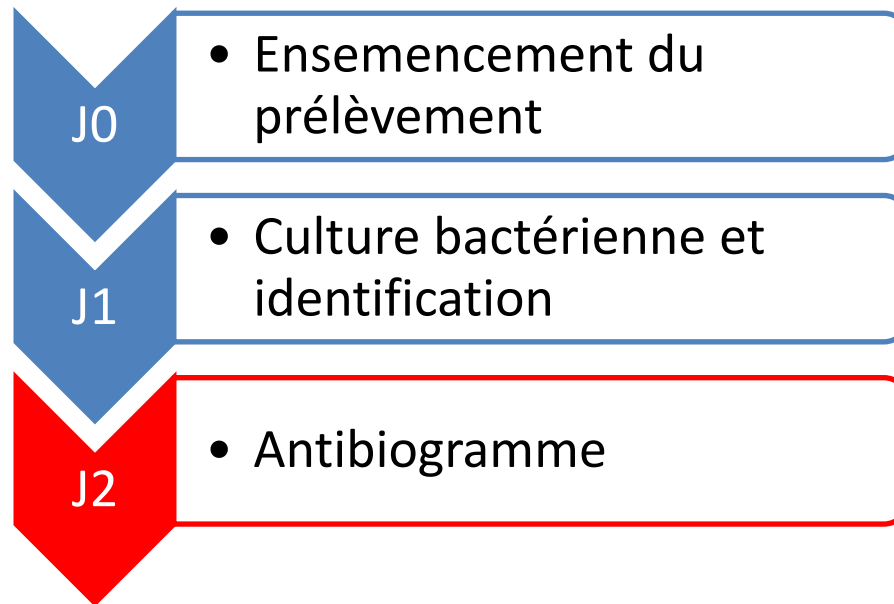 J0
• Ensemencement du
prélèvement
J1
• Culture bactérienne et
identification
J2
• Antibiogramme